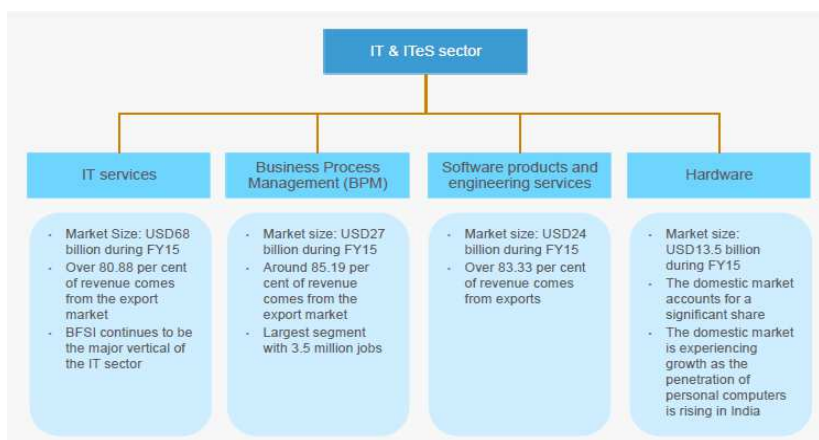 IT & ITeS sector
IT services
Business Process
Management (BPM)
Software products and
engineering services
Hardware
· Market Size: USD68
billion during FY15
· Over 80.88 per cent
of revenue comes
from the export
market
· BFSI continues to be
the major vertical of
the IT sector
· Market size: USD27
billion during FY15
· Around 85.19 per
cent of revenue
comes from the
export market
· Largest segment
with 3.5 million jobs
· Market size: USD24
billion during FY15
· Over 83.33 per cent
of revenue comes
from exports
· Market size:
USD13.5 billion
during FY15
· The domestic market
accounts for a
significant share
· The domestic market
is experiencing
growth as the
penetration of
personal computers
is rising in India